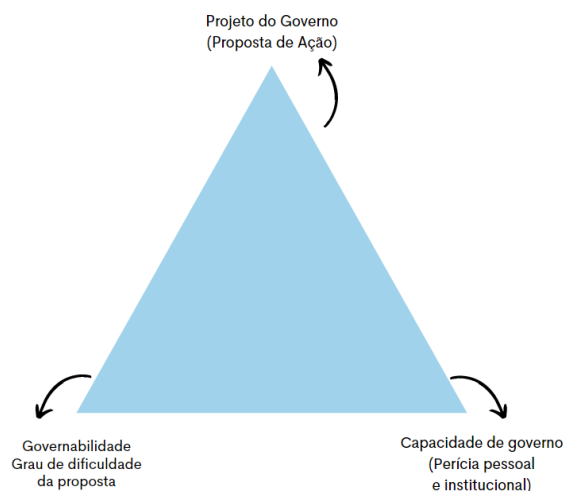 Projeto do Governo
(Proposta de Ação)
Governabilidade
Grau de dificuldade
da proposta
Capacidade de governo
(Perícia pessoal
e institucional)